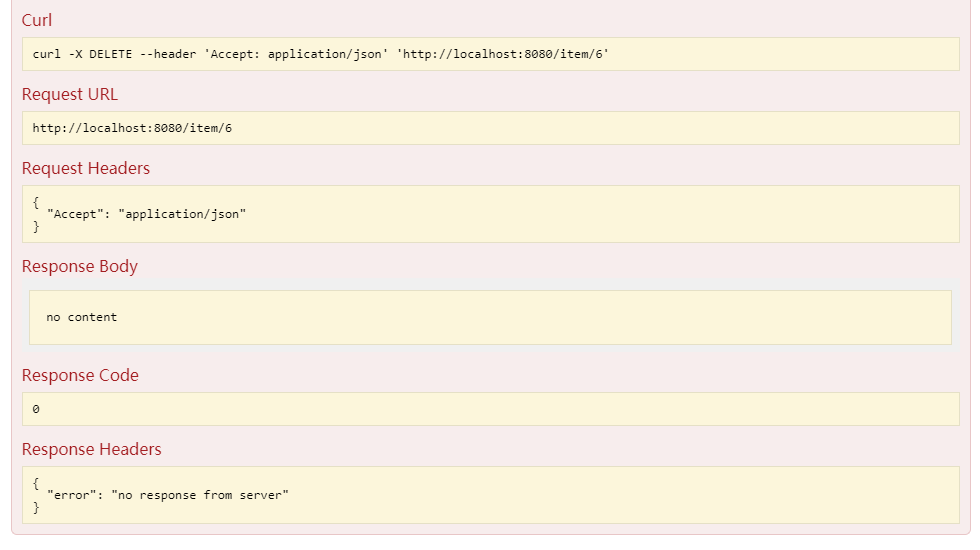 Curl
curl -X DELETE --header 'Accept: application/json' 'http://localhost:8080/item/6'
Request URL
http://localhost:8080/item/6
Request Headers
{
"Accept": "application/json"
}
Response Body
no content
Response Code
0
Response Headers
{
"error": "no response from server"
}